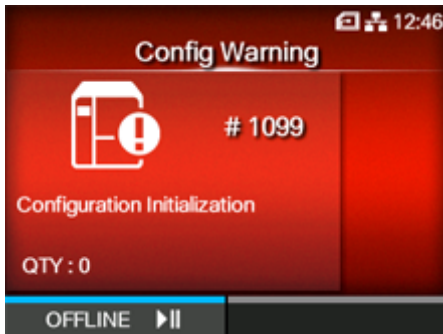 12:46
Config Warning
# 1099
Configuration Initialization
QTY : 0
OFFLINE